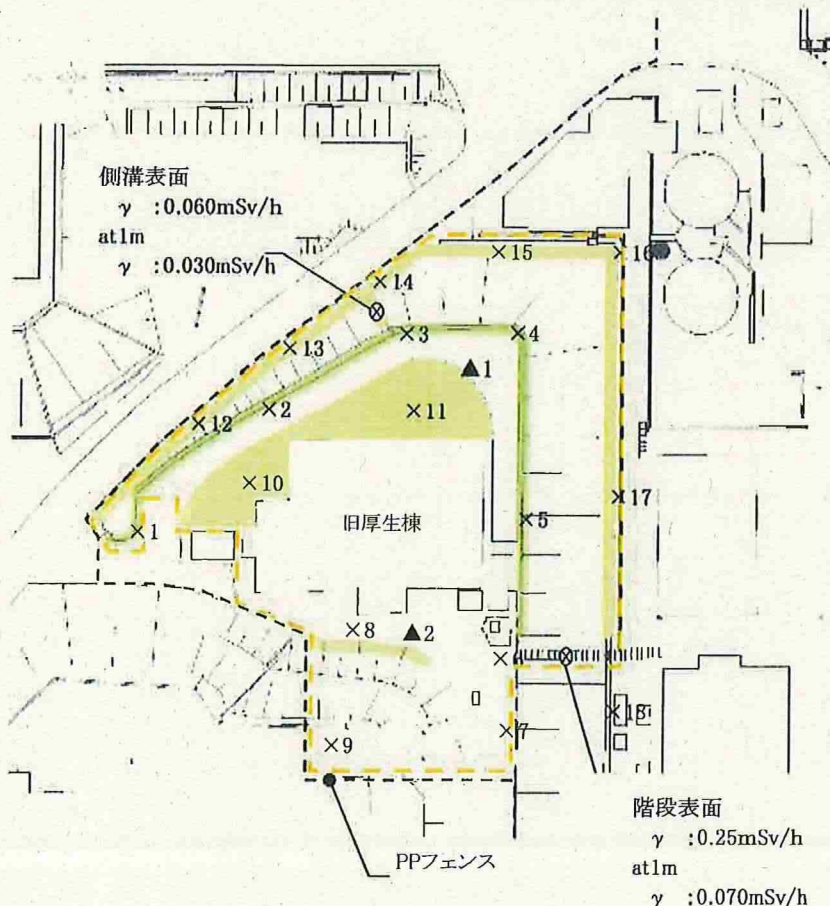 側溝表面
γ :0.060mSv/h
at1m
γ :0.030mSv/h
×14
×15
16
×13
×3
×4
▲1
×2
×11
×12
×10
×17
×1
旧厚生棟
×5
×8
▲2
×
×18
×7
×9
PPフェンス
階段表面
γ :0.25mSv/h
at1m
γ :0.070mSv/h